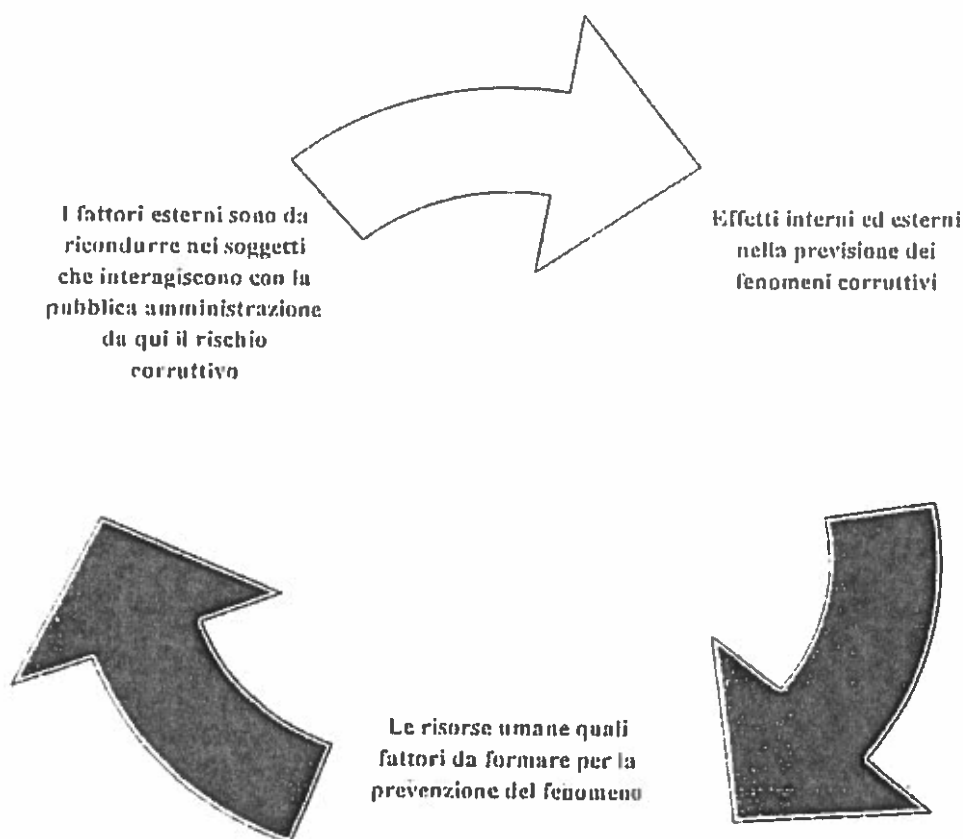 I fattori esterni sono da
ricondurre nei soggetti
che interagiscono con la
pubblica amministrazione
da qui il rischio
corruttivo
Effetti interni ed esterni
nella previsione dei
fenomeni corruttivi
Le risorse umane quali
fattori da formare per la
prevenzione del fenomeno